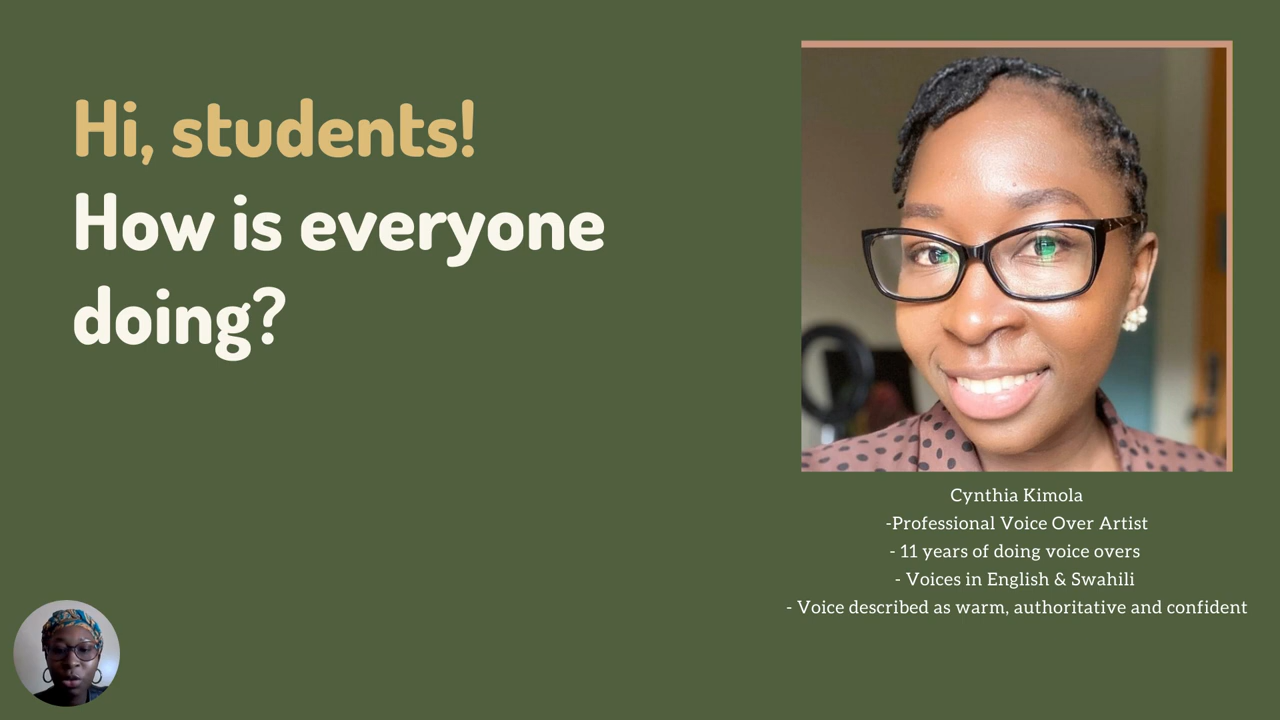 Hi, students!
How is everyone
doing?
Cynthia Kimola
-Professional Voice Over Artist
- 11 years of doing voice overs
- Voices in English & Swahili
- Voice described as warm, authoritative and confident